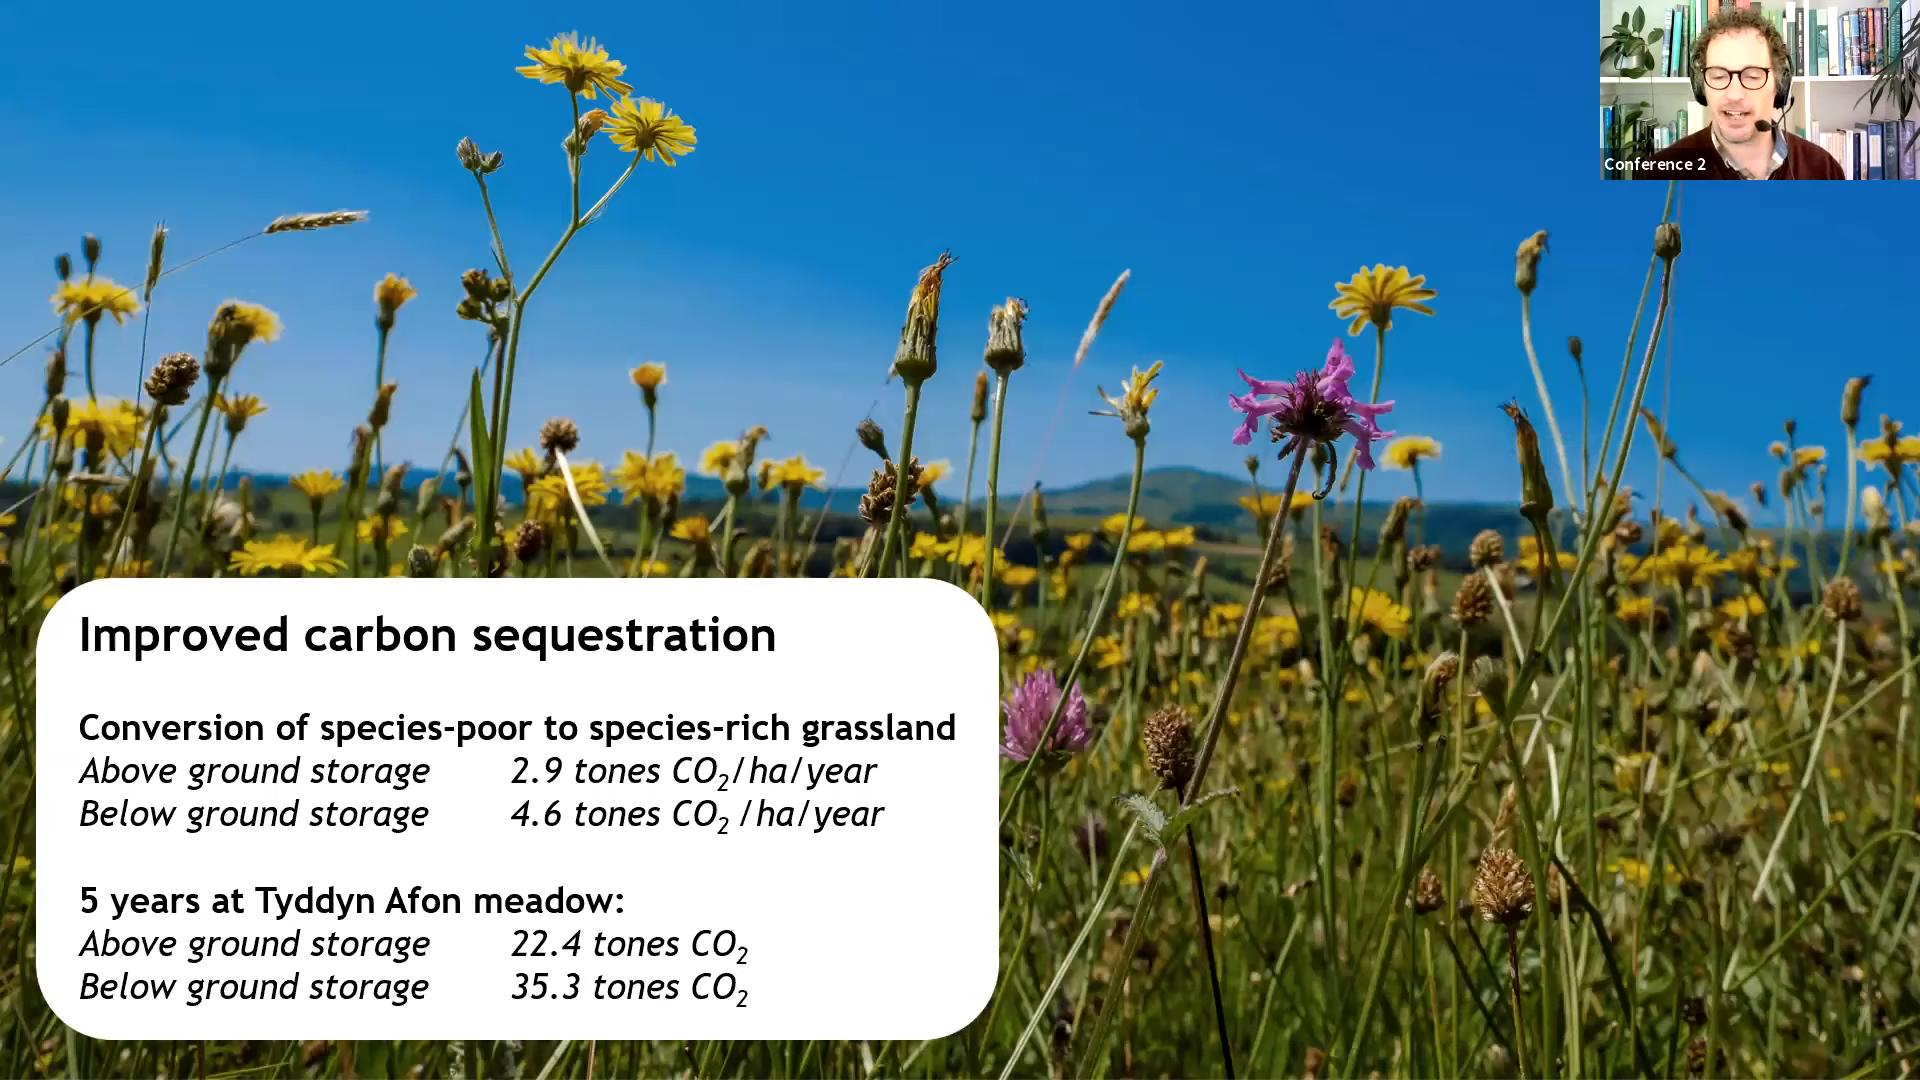 Conference 2
Improved carbon sequestration
Conversion of species-poor to species-rich grassland
Above ground storage 2.9 tones CO₂/ha/year
Below ground storage 4.6 tones CO₂ /ha/year
5 years at Tyddyn Afon meadow:
Above ground storage 22.4 tones CO₂
Below ground storage 35.3 tones CO₂